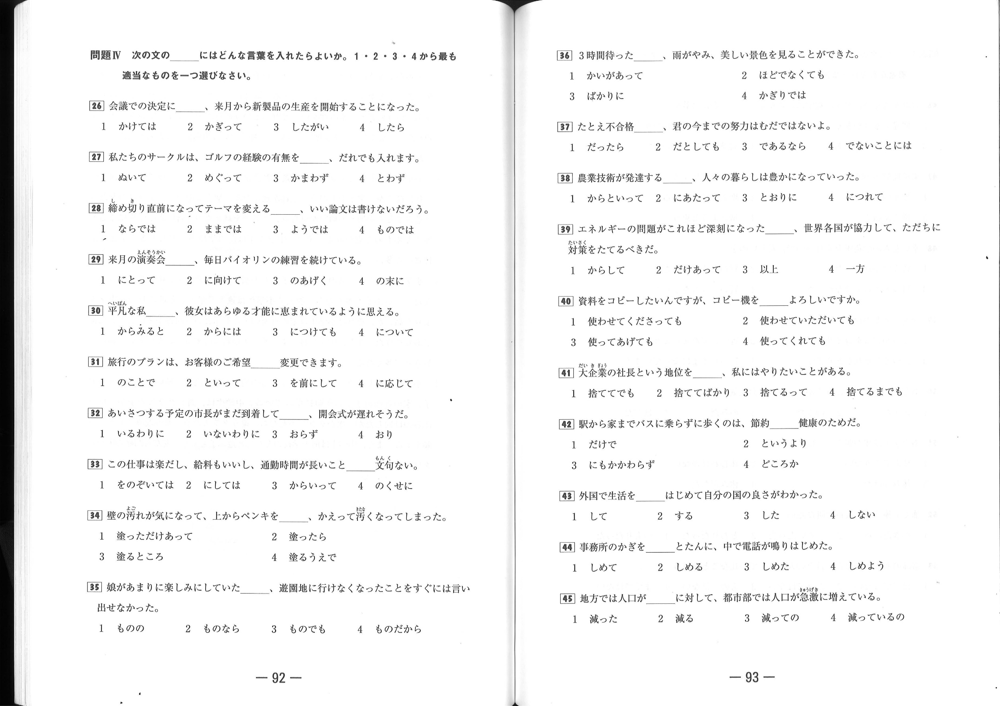 問題Ⅳ　次の文の＿＿＿にはどんな言葉を入れたらよいか。1・2・3・4から最も
適当なものを一つ選びなさい。
26 会議での決定に＿＿＿、来月から新製品の生産を開始することになった。
1　かけては　2　かぎって　3　したがい　4　したら
27 私たちのサークルは、ゴルフの経験の有無を＿＿＿、だれでも入れます。
1　ぬいて　2　めぐって　3　かまわず　4　とわず
し　き
28 締め切り直前になってテーマを変える＿＿＿、いい論文は書けないだろう。
1　ならでは　2　ままでは　3　ようでは　4　ものでは
えんそうかい
29 来月の演奏会＿＿＿、毎日バイオリンの練習を続けている。
1　にとって　2　に向けて　3　のあげく　4　の末に
へいぼん
30 平凡な私＿＿＿、彼女はあらゆる才能に恵まれているように思える。
1　からみると　2　からには　3　につけても　4　について
31 旅行のプランは、お客様のご希望＿＿＿変更できます。
1　のことで　2　といって　3　を前にして　4　に応じて
32 あいさつする予定の市長がまだ到着して＿＿＿、開会式が遅れそうだ。
1　いるわりに　2　いないわりに　3　おらず　4　おり
もんく
33 この仕事は楽だし、給料もいいし、通勤時間が長いこと＿＿＿文句ない。
1　をのぞいては　2　にしては　3　からいって　4　のくせに
よご　きたな
34 壁の汚れが気になって、上からペンキを＿＿＿、かえって汚くなってしまった。
1　塗っただけあって　2　塗ったら
3　塗るところ　4　塗るうえで
35 娘があまりに楽しみにしていた＿＿＿、遊園地に行けなくなったことをすぐには言い
出せなかった。
1　ものの　2　ものなら　3　ものでも　4　ものだから
— 92 —
36 3時間待った＿＿＿、雨がやみ、美しい景色を見ることができた。
1　かいがあって　2　ほどでなくても
3　ばかりに　4　かぎりでは
37 たとえ不合格＿＿＿、君の今までの努力はむだではないよ。
1　だったら　2　だとしても　3　であるなら　4　でないことには
38 農業技術が発達する＿＿＿、人々の暮らしは豊かになっていった。
1　からといって　2　にあたって　3　とおりに　4　につれて
39 エネルギーの問題がこれほど深刻になった＿＿＿、世界各国が協力して、ただちに
たいさく
対策をたてるべきだ。
1　からして　2　だけあって　3　以上　4　一方
40 資料をコピーしたいんですが、コピー機を＿＿＿よろしいですか。
1　使わせてくださっても　2　使わせていただいても
3　使ってあげても　4　使ってくれても
だいきぎょう
41 大企業の社長という地位を＿＿＿、私にはやりたいことがある。
1　捨ててでも　2　捨ててばかり　3　捨てるって　4　捨てるまでも
42 駅から家までバスに乗らずに歩くのは、節約＿＿＿健康のためだ。
1　だけで　2　というより
3　にもかかわらず　4　どころか
43 外国で生活を＿＿＿はじめて自分の国の良さがわかった。
1　して　2　する　3　した　4　しない
44 事務所のかぎを＿＿＿とたんに、中で電話が鳴りはじめた。
1　しめて　2　しめる　3　しめた　4　しめよう
きゅうげき
45 地方では人口が＿＿＿に対して、都市部では人口が急激に増えている。
1　減った　2　減る　3　減っての　4　減っているの
— 93 —